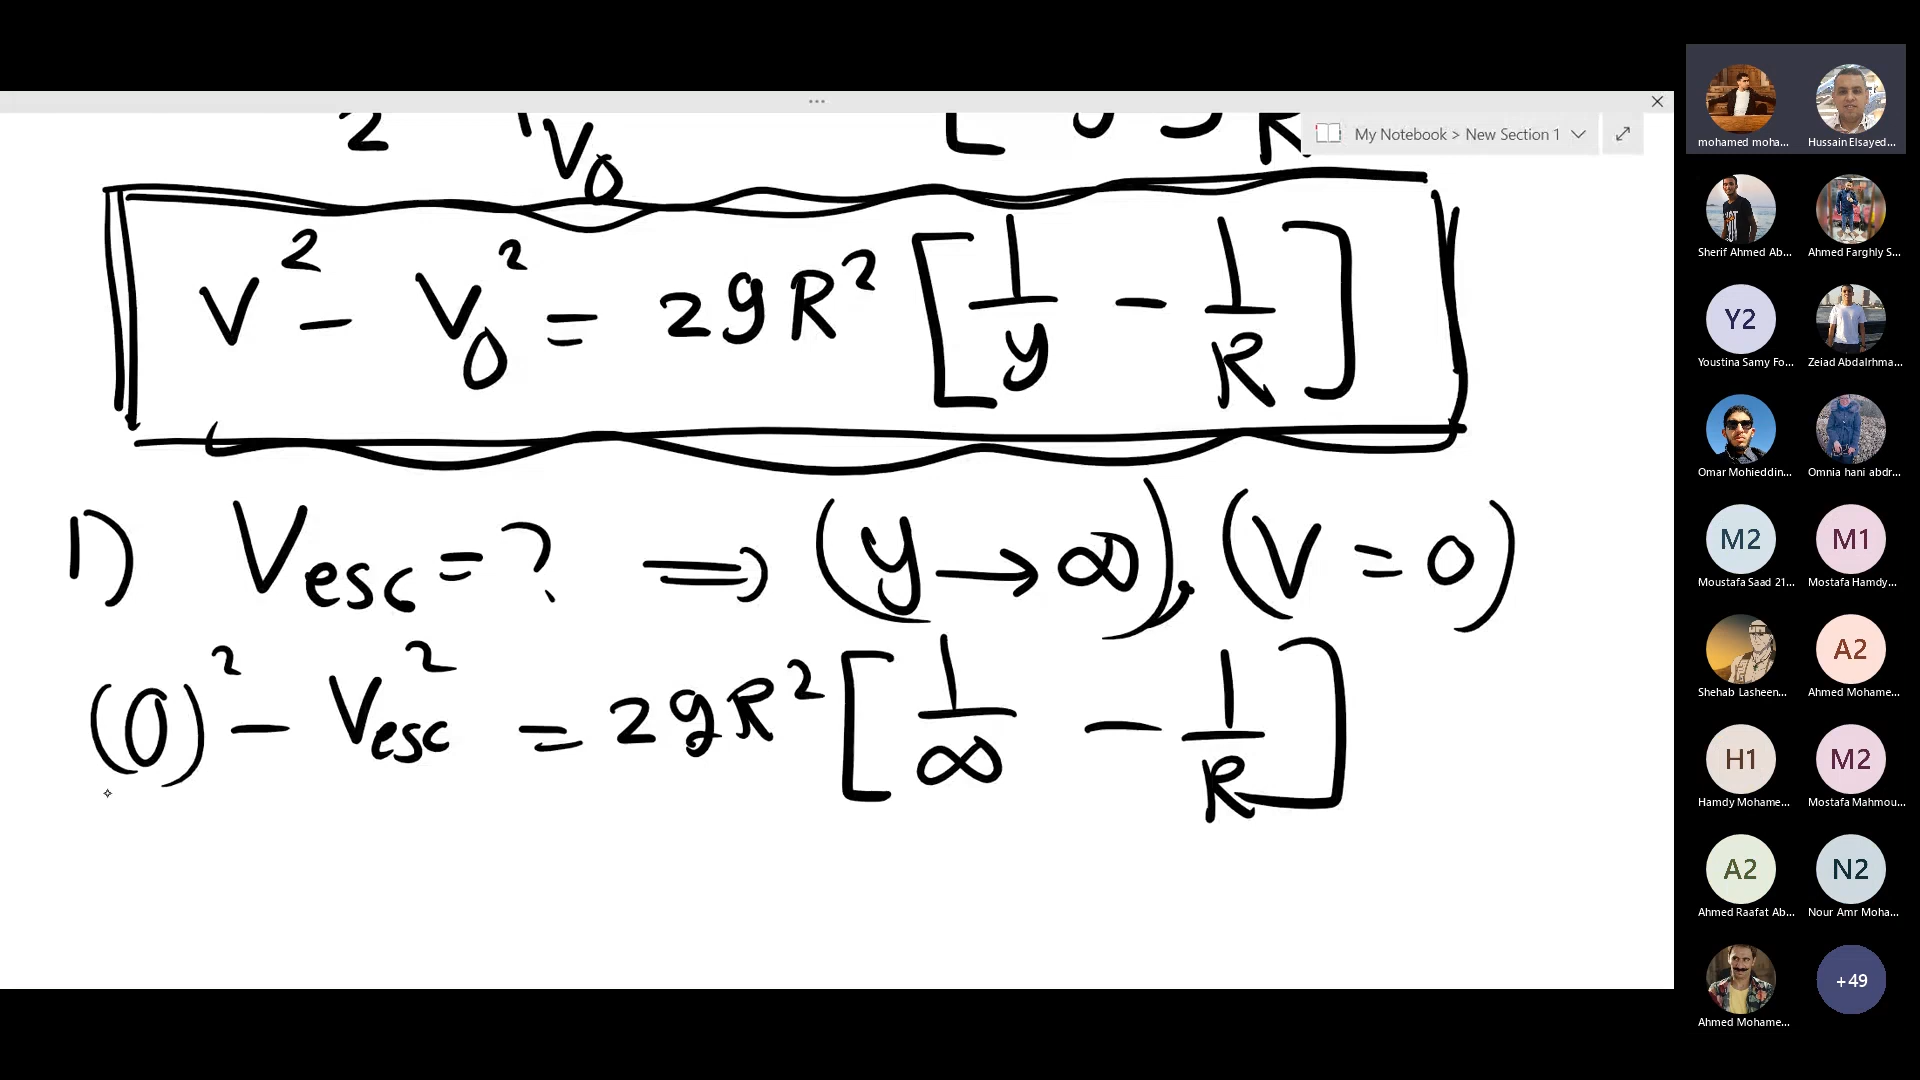 2 V₀ R
My Notebook > New Section 1
V² - V₀² = 2gR² [1/y - 1/R]
1) Vesc = ? ⟹ (y → ∞), (V = 0)
(0)² - Vesc² = 2gR² [1/∞ - 1/R]
mohamed moha...
Hussain Elsayed...
Sherif Ahmed Ab...
Ahmed Farghly S...
Y2
Youstina Samy Fo...
Zeiad Abdalrhma...
Omar Mohieddin...
Omnia hani abdr...
M2
M1
Moustafa Saad 21...
Mostafa Hamdy...
A2
Shehab Lasheen...
Ahmed Mohame...
H1
M2
Hamdy Mohame...
Mostafa Mahmou...
A2
N2
Ahmed Raafat Ab...
Nour Amr Moha...
+49
Ahmed Mohame...